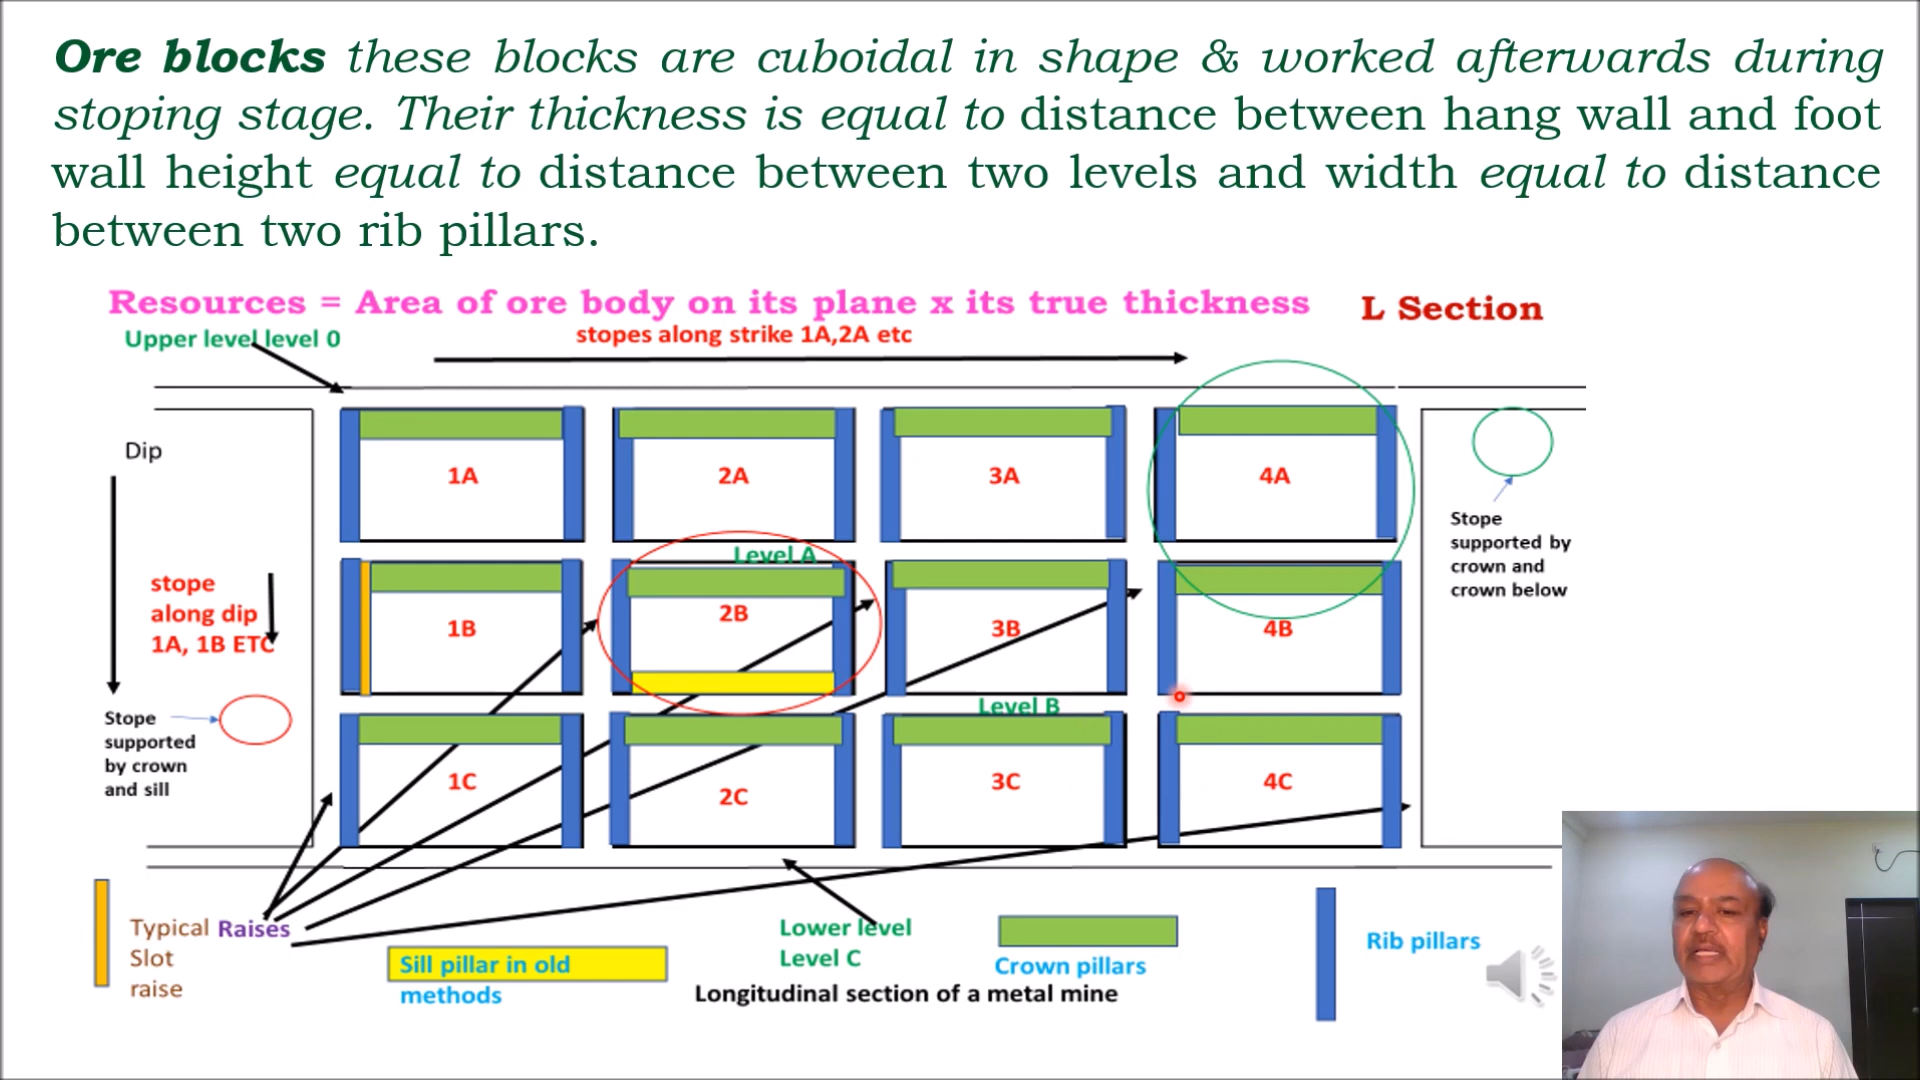 Ore blocks these blocks are cuboidal in shape & worked afterwards during
stoping stage. Their thickness is equal to distance between hang wall and foot
wall height equal to distance between two levels and width equal to distance
between two rib pillars.
Resources = Area of ore body on its plane x its true thickness
L Section
Upper level level 0
stopes along strike 1A,2A etc
Dip
1A
2A
3A
4A
Stope
supported by
crown and
crown below
Level A
stope
along dip
1A, 1B ETC
1B
2B
3B
4B
Level B
Stope
supported
by crown
and sill
1C
2C
3C
4C
Typical Raises
Slot
raise
Sill pillar in old
methods
Lower level
Level C
Crown pillars
Rib pillars
Longitudinal section of a metal mine